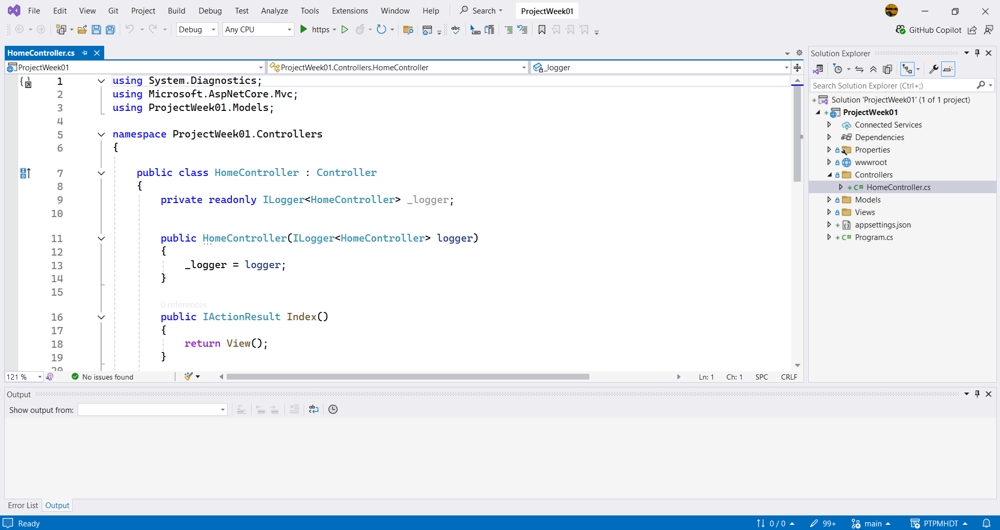 File Edit View Git Project Build Debug Test Analyze Tools Extensions Window Help Search ProjectWeek01
Debug Any CPU https GitHub Copilot
HomeController.cs
ProjectWeek01 ProjectWeek01.Controllers.HomeController _logger
1 using System.Diagnostics;
2 using Microsoft.AspNetCore.Mvc;
3 using ProjectWeek01.Models;
4
5 namespace ProjectWeek01.Controllers
6 {
7 public class HomeController : Controller
8 {
9 private readonly ILogger<HomeController> _logger;
10
11 public HomeController(ILogger<HomeController> logger)
12 {
13 _logger = logger;
14 }
15
0 references
16 public IActionResult Index()
17 {
18 return View();
19 }
20
121 % No issues found Ln: 1 Ch: 1 SPC CRLF
Solution Explorer
Search Solution Explorer (Ctrl+;)
Solution 'ProjectWeek01' (1 of 1 project)
ProjectWeek01
Connected Services
Dependencies
Properties
wwwroot
Controllers
C# HomeController.cs
Models
Views
appsettings.json
C# Program.cs
Output
Show output from:
Error List Output
Ready 0 / 0 99+ main PTPMHDT